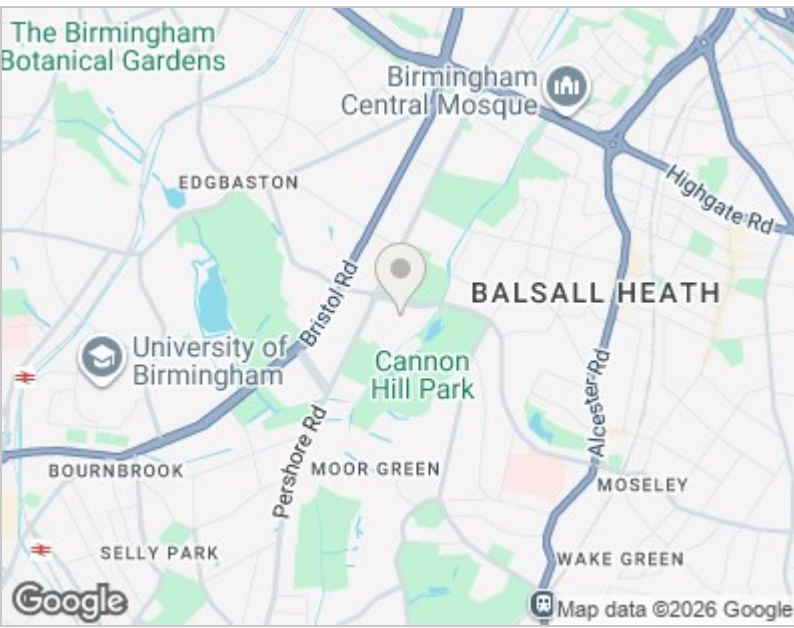 The Birmingham
Botanical Gardens
Birmingham
Central Mosque
Highgate Rd
EDGBASTON
BALSALL HEATH
Bristol Rd
University of
Birmingham
Cannon
Hill Park
Alcester Rd
Pershore Rd
BOURNBROOK
MOOR GREEN
MOSELEY
SELLY PARK
WAKE GREEN
Google
Map data ©2026 Google